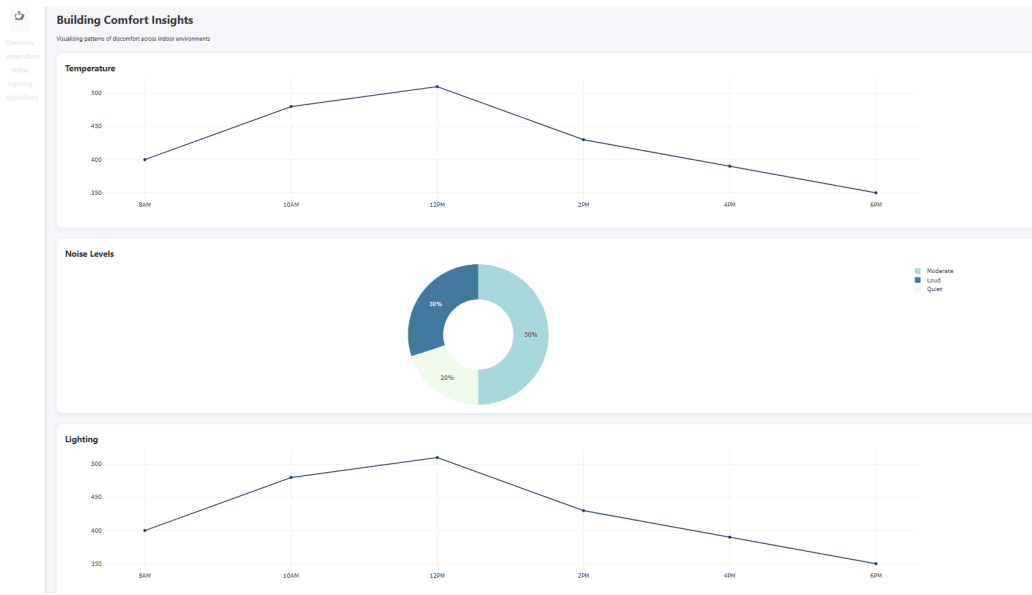 Building Comfort Insights
Visualising patterns of discomfort across indoor environments
Overview
emperature
Noise
Lighting
uggestions
Temperature
500
450
400
350
8AM
10AM
12PM
2PM
4PM
6PM
Noise Levels
30%
50%
20%
Moderate
Loud
Quiet
Lighting
500
450
400
350
8AM
10AM
12PM
2PM
4PM
6PM